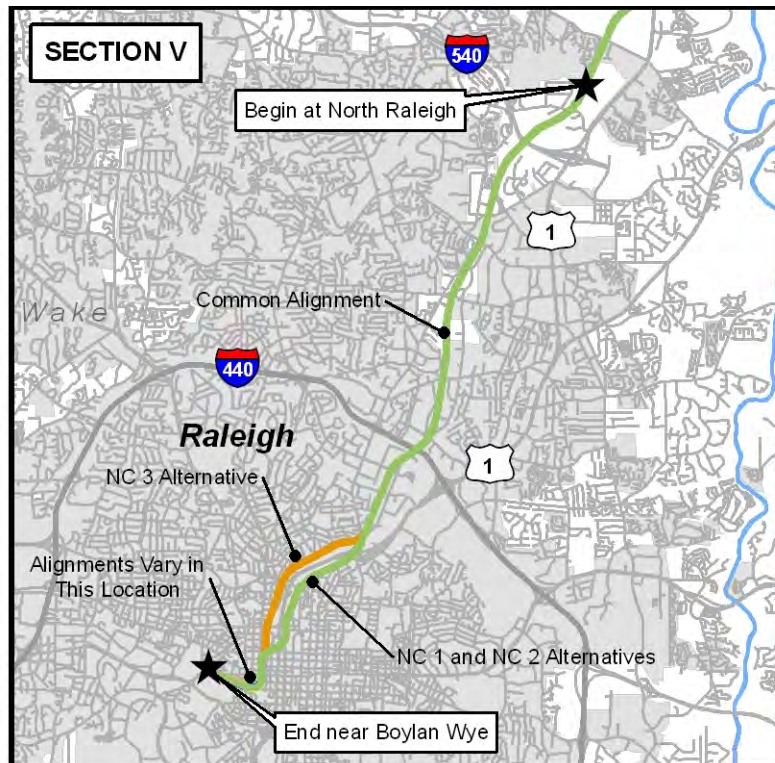 SECTION V
540
Begin at North Raleigh
1
Common Alignment
Wake
440
Raleigh
1
NC 3 Alternative
Alignments Vary in
This Location
NC 1 and NC 2 Alternatives
End near Boylan Wye